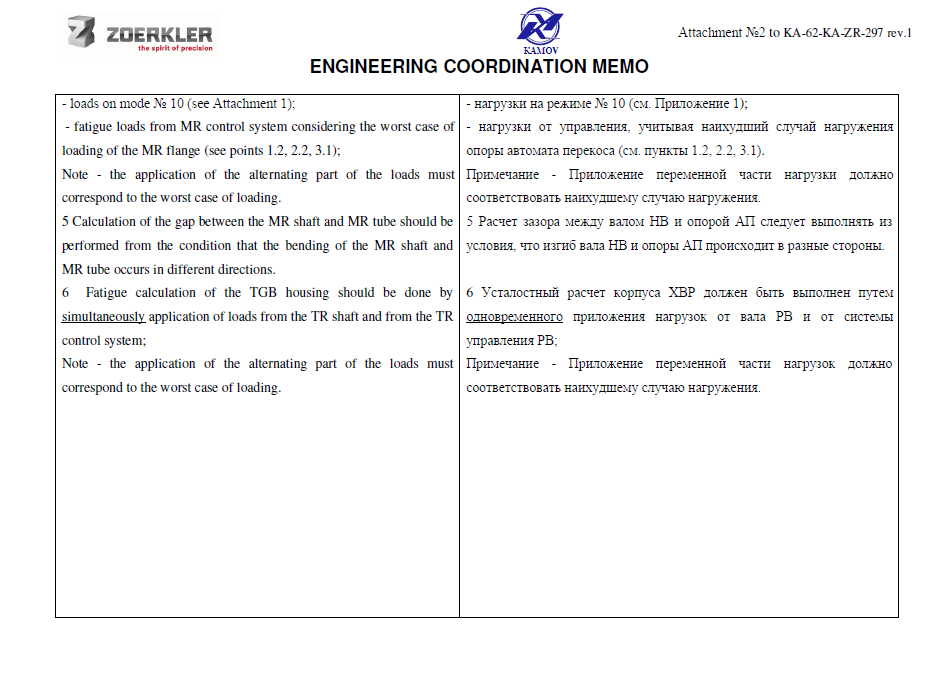 ZOERKLER
the spirit of precision
KAMOV
Attachment №2 to KA-62-KA-ZR-297 rev.1
ENGINEERING COORDINATION MEMO
- loads on mode № 10 (see Attachment 1);
- fatigue loads from MR control system considering the worst case of
loading of the MR flange (see points 1.2, 2.2, 3.1);
Note - the application of the alternating part of the loads must
correspond to the worst case of loading.
5 Calculation of the gap between the MR shaft and MR tube should be
performed from the condition that the bending of the MR shaft and
MR tube occurs in different directions.
6 Fatigue calculation of the TGB housing should be done by
simultaneously application of loads from the TR shaft and from the TR
control system;
Note - the application of the alternating part of the loads must
correspond to the worst case of loading.
- нагрузки на режиме № 10 (см. Приложение 1);
- нагрузки от управления, учитывая наихудший случай нагружения
опоры автомата перекоса (см. пункты 1.2, 2.2, 3.1).
Примечание - Приложение переменной части нагрузки должно
соответствовать наихудшему случаю нагружения.
5 Расчет зазора между валом НВ и опорой АП следует выполнять из
условия, что изгиб вала НВ и опоры АП происходит в разные стороны.
6 Усталостный расчет корпуса ХВР должен быть выполнен путем
одновременного приложения нагрузок от вала РВ и от системы
управления РВ;
Примечание - Приложение переменной части нагрузок должно
соответствовать наихудшему случаю нагружения.